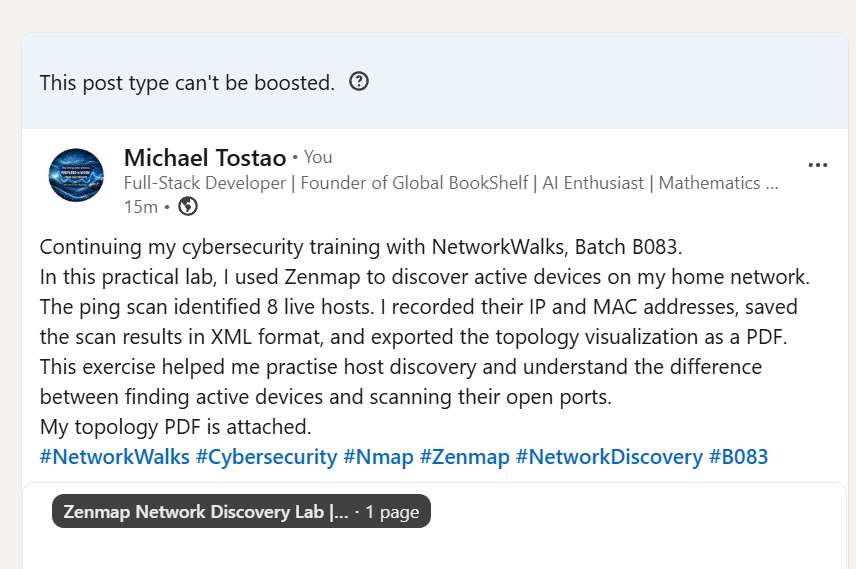 This post type can't be boosted.
Michael Tostao • You
Full-Stack Developer | Founder of Global BookShelf | AI Enthusiast | Mathematics ...
15m •
Continuing my cybersecurity training with NetworkWalks, Batch B083.
In this practical lab, I used Zenmap to discover active devices on my home network.
The ping scan identified 8 live hosts. I recorded their IP and MAC addresses, saved
the scan results in XML format, and exported the topology visualization as a PDF.
This exercise helped me practise host discovery and understand the difference
between finding active devices and scanning their open ports.
My topology PDF is attached.
#NetworkWalks #Cybersecurity #Nmap #Zenmap #NetworkDiscovery #B083
Zenmap Network Discovery Lab |... · 1 page